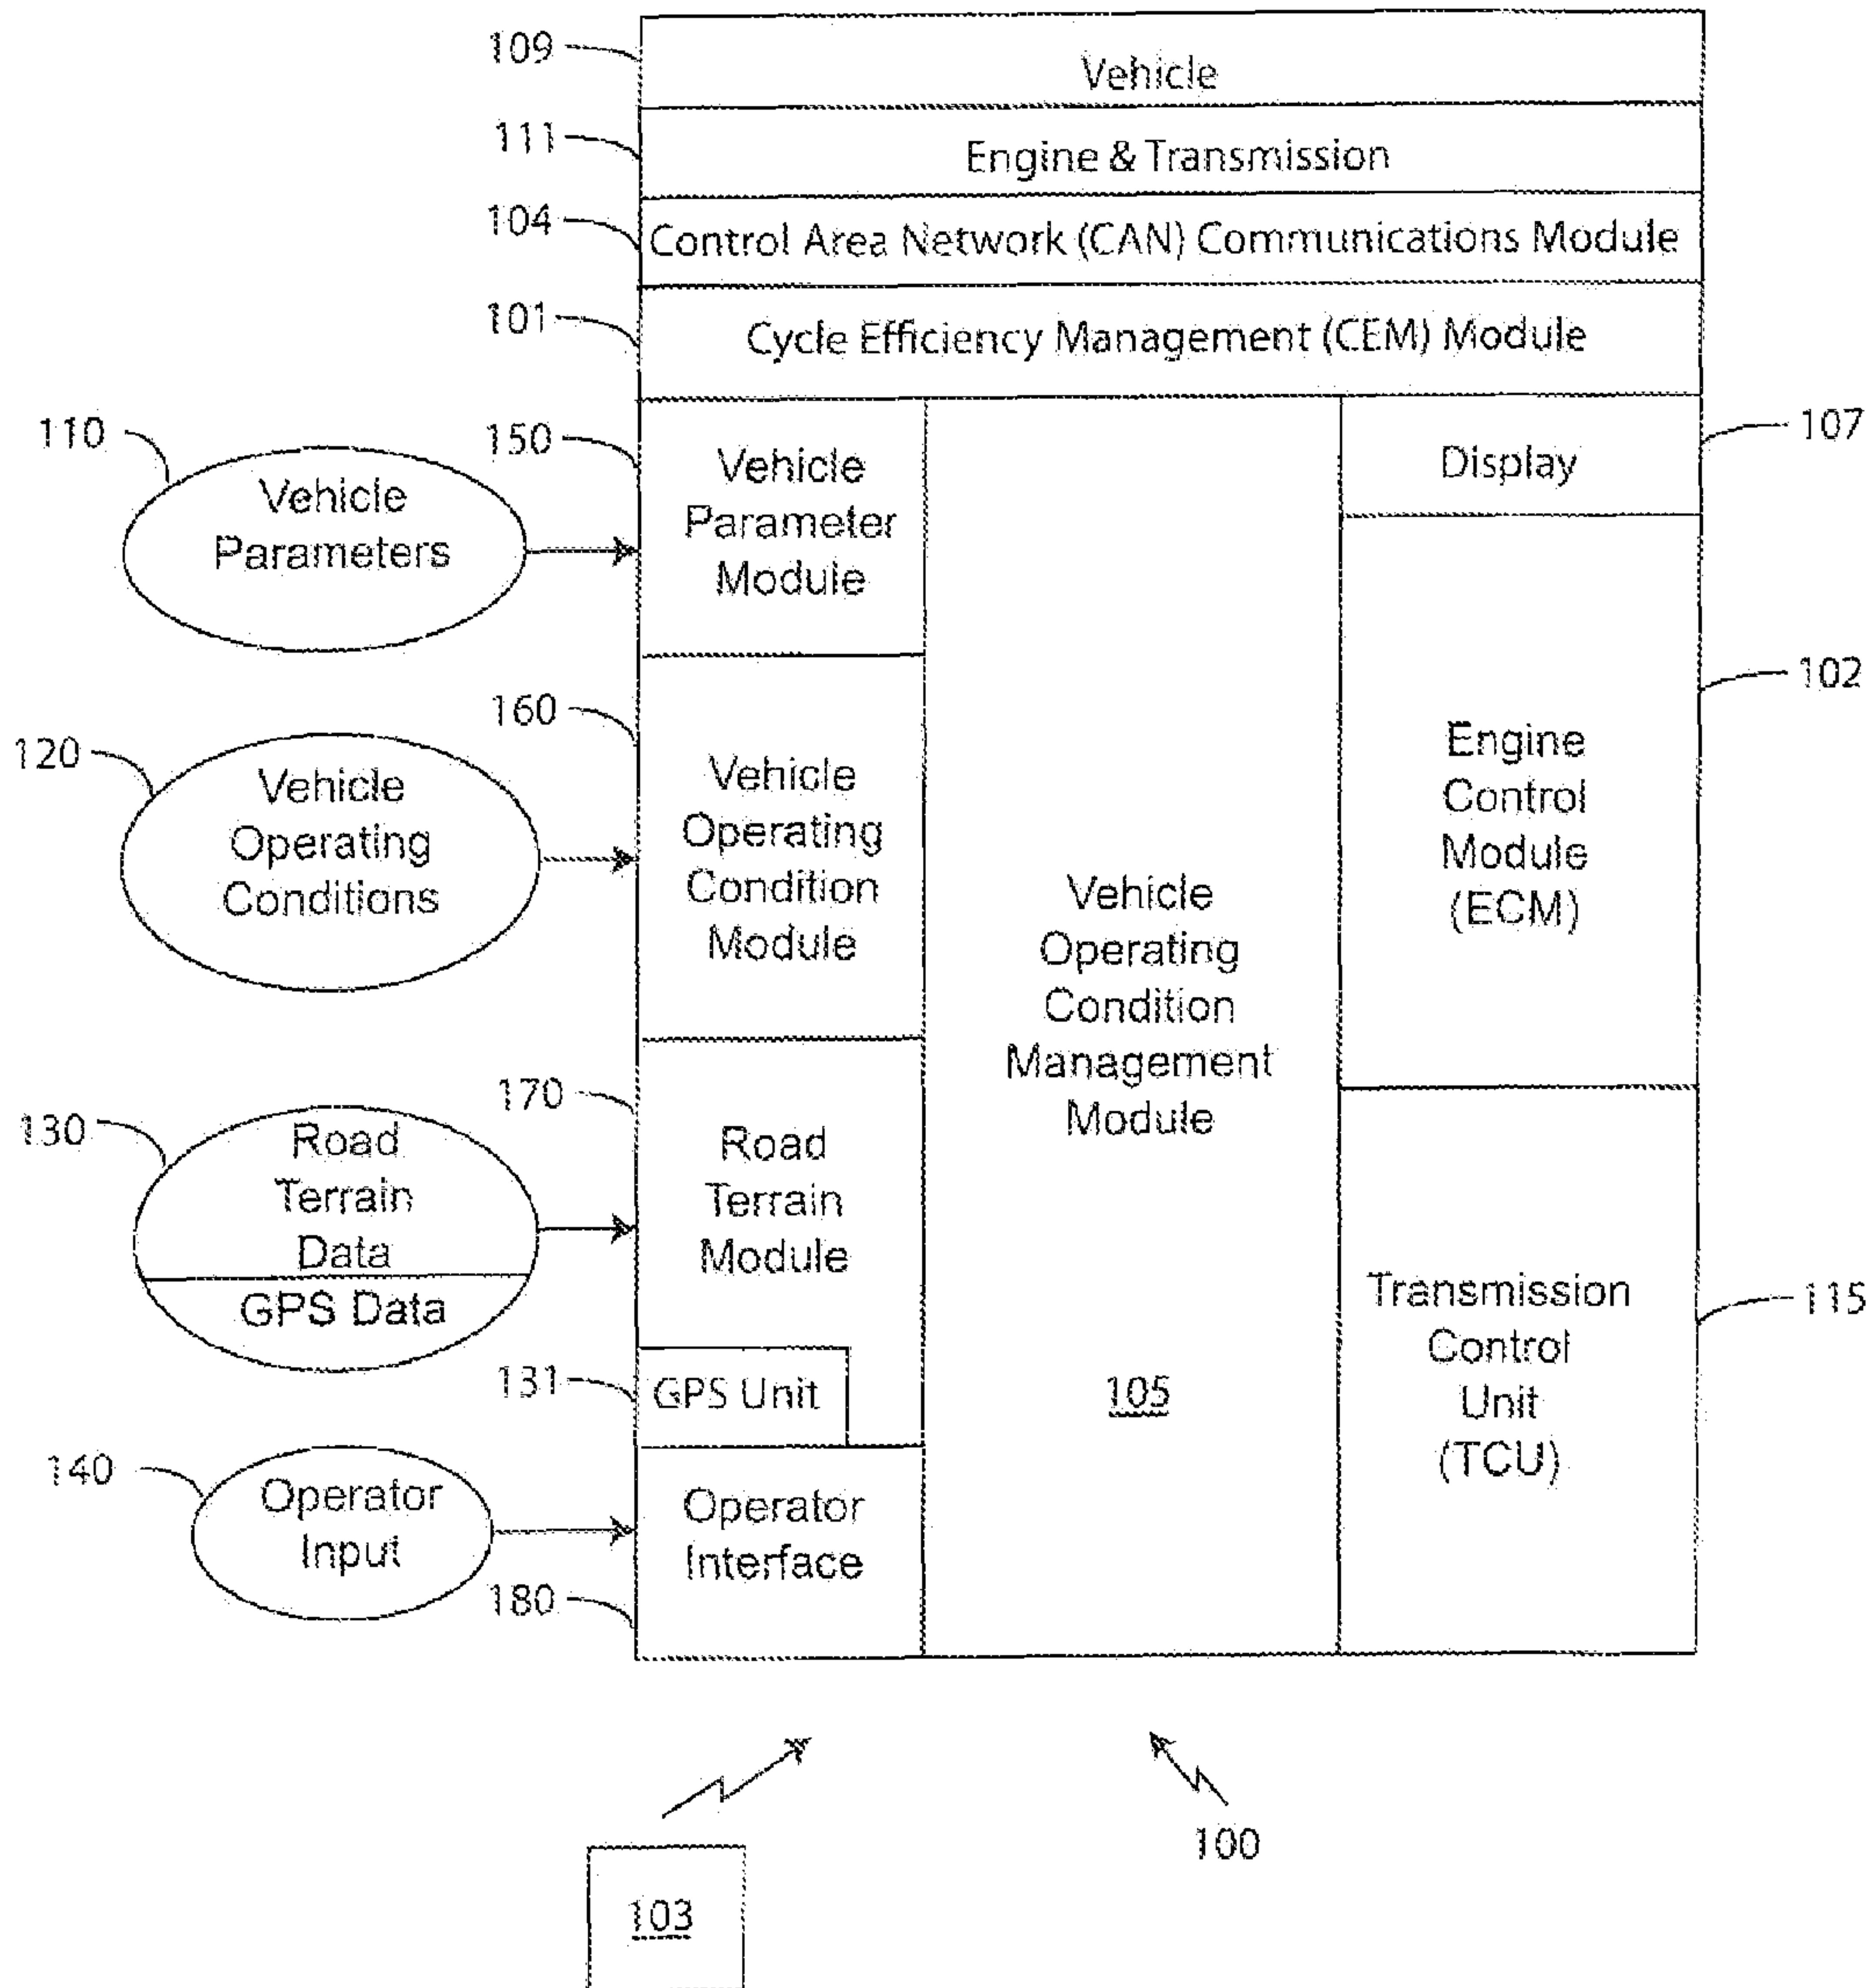 109
Vehicle
111
Engine & Transmission
104
Control Area Network (CAN) Communications Module
101
Cycle Efficiency Management (CEM) Module
110
Vehicle
Parameters
150
Vehicle
Parameter
Module
Display
107
120
Vehicle
Operating
Conditions
160
Vehicle
Operating
Condition
Module
Vehicle
Operating
Condition
Management
Module
105
Engine
Control
Module
(ECM)
102
130
Road
Terrain
Data
GPS Data
170
Road
Terrain
Module
131
GPS Unit
Transmission
Control
Unit
(TCU)
115
140
Operator
Input
Operator
Interface
180
100
103